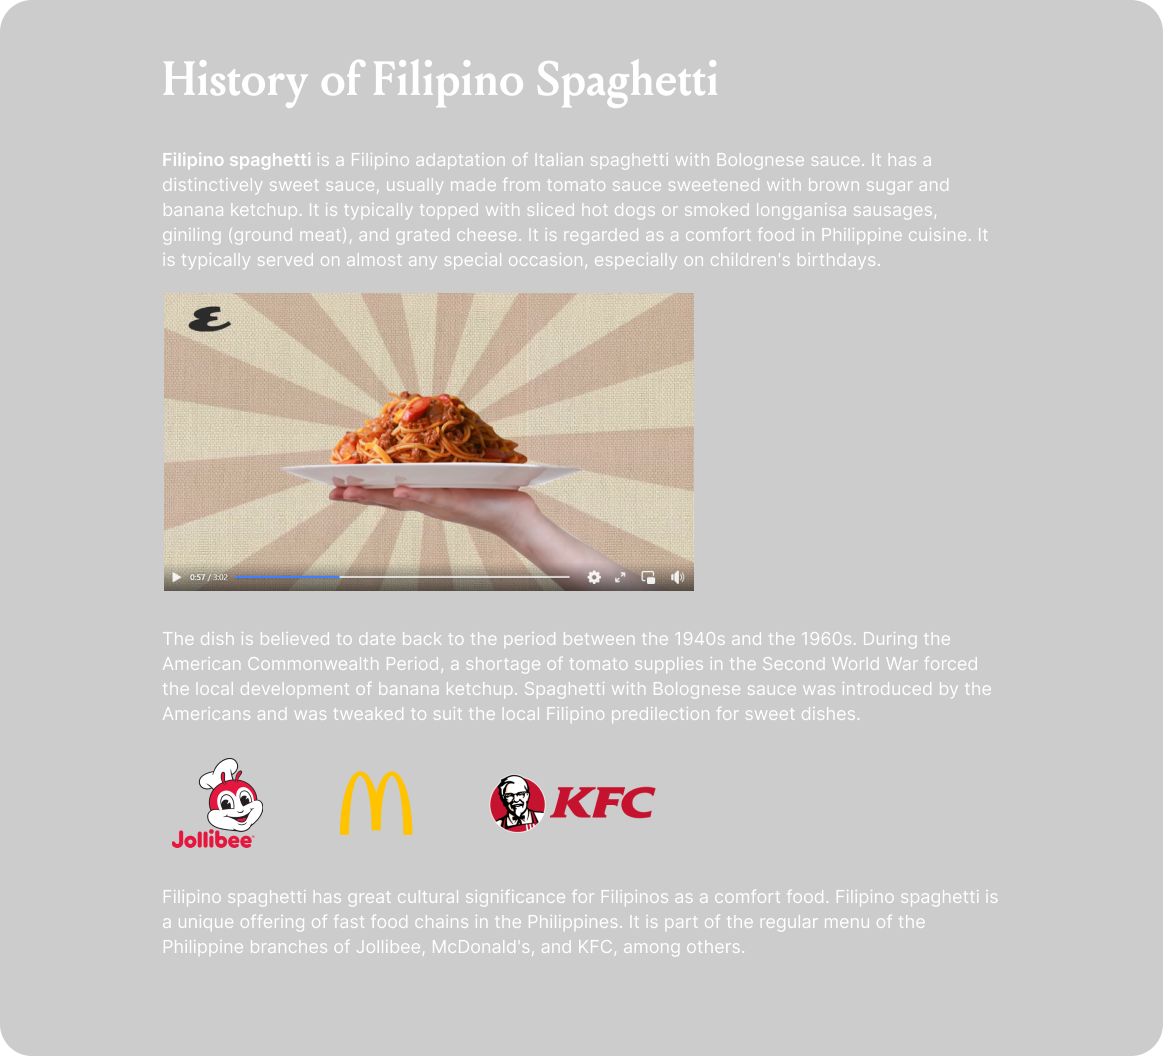 History of Filipino Spaghetti
Filipino spaghetti is a Filipino adaptation of Italian spaghetti with Bolognese sauce. It has a
distinctively sweet sauce, usually made from tomato sauce sweetened with brown sugar and
banana ketchup. It is typically topped with sliced hot dogs or smoked longganisa sausages,
giniling (ground meat), and grated cheese. It is regarded as a comfort food in Philippine cuisine. It
is typically served on almost any special occasion, especially on children's birthdays.
E
0:57 / 3:02
The dish is believed to date back to the period between the 1940s and the 1960s. During the
American Commonwealth Period, a shortage of tomato supplies in the Second World War forced
the local development of banana ketchup. Spaghetti with Bolognese sauce was introduced by the
Americans and was tweaked to suit the local Filipino predilection for sweet dishes.
Jollibee
M
KFC
Filipino spaghetti has great cultural significance for Filipinos as a comfort food. Filipino spaghetti is
a unique offering of fast food chains in the Philippines. It is part of the regular menu of the
Philippine branches of Jollibee, McDonald's, and KFC, among others.